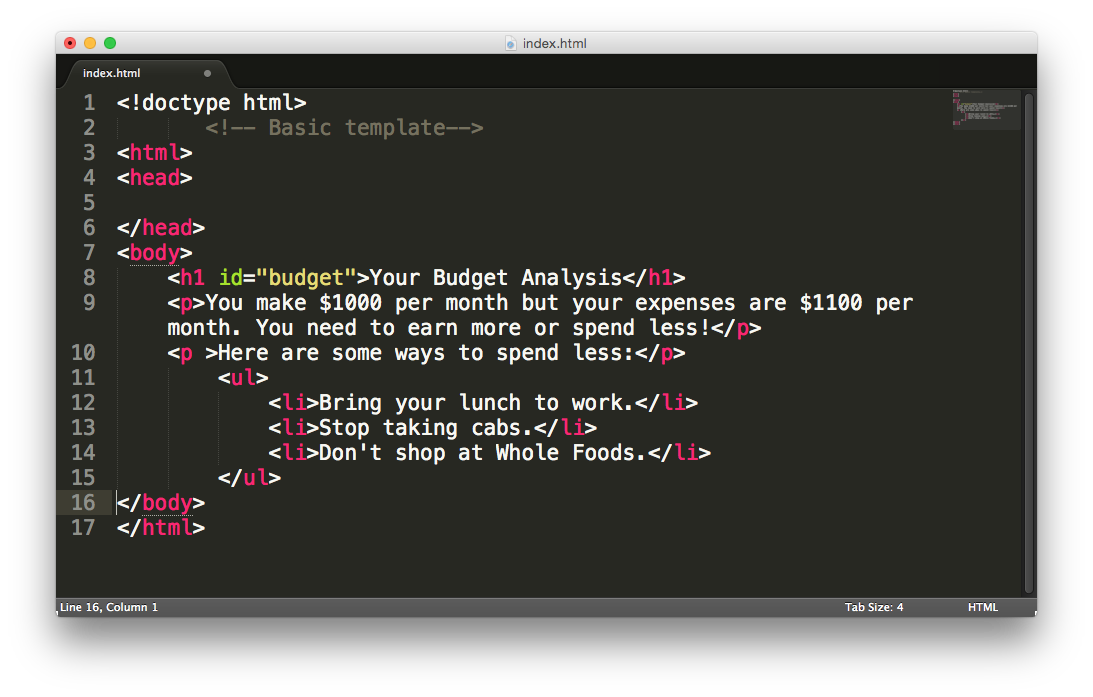 index.html
index.html
1 <!doctype html>
2 <!-- Basic template-->
3 <html>
4 <head>
5
6 </head>
7 <body>
8 <h1 id="budget">Your Budget Analysis</h1>
9 <p>You make $1000 per month but your expenses are $1100 per
month. You need to earn more or spend less!</p>
10 <p >Here are some ways to spend less:</p>
11 <ul>
12 <li>Bring your lunch to work.</li>
13 <li>Stop taking cabs.</li>
14 <li>Don't shop at Whole Foods.</li>
15 </ul>
16 </body>
17 </html>
Line 16, Column 1 Tab Size: 4 HTML